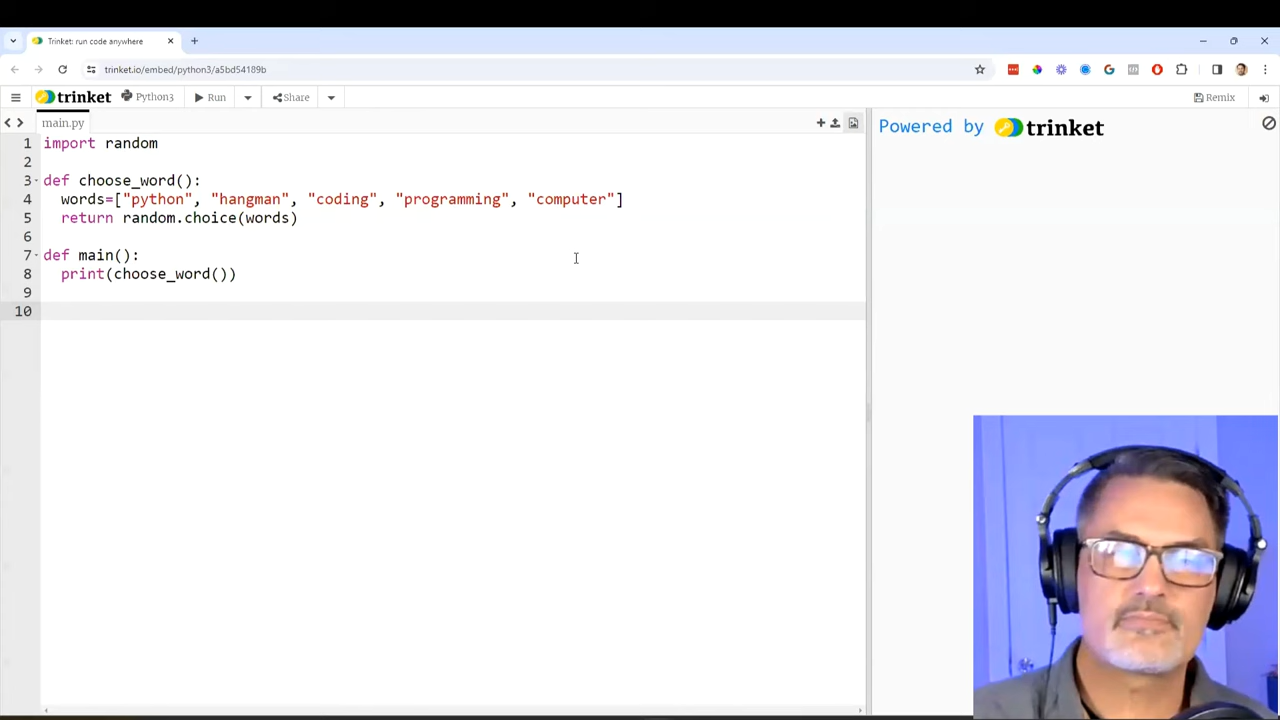 Trinket: run code anywhere
trinket.io/embed/python3/a5bd54189b
trinket Python3 Run Share Remix
main.py
Powered by trinket
1 import random
2
3 def choose_word():
4 words=["python", "hangman", "coding", "programming", "computer"]
5 return random.choice(words)
6
7 def main():
8 print(choose_word())
9
10